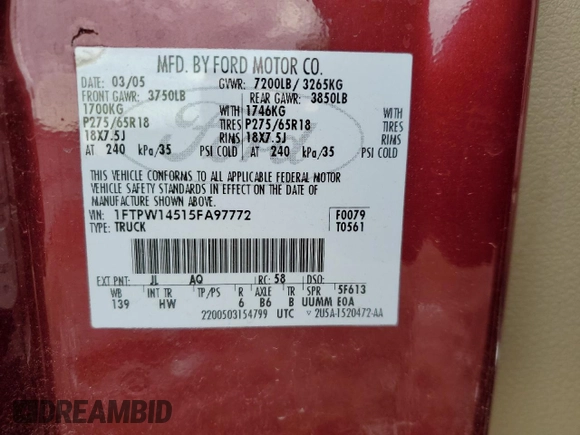 MFD. BY FORD MOTOR CO.
DATE: 03/05 GVWR: 7200LB/ 3265KG
FRONT GAWR: 3750LB REAR GAWR: 3850LB
1700KG WITH 1746KG WITH
P275/65R18 TIRES P275/65R18 TIRES
18X7.5J RIMS 18X7.5J RIMS
AT 240 kPa/35 PSI COLD AT 240 kPa/35 PSI COLD
THIS VEHICLE CONFORMS TO ALL APPLICABLE FEDERAL MOTOR
VEHICLE SAFETY STANDARDS IN EFFECT ON THE DATE OF
MANUFACTURE SHOWN ABOVE.
VIN: 1FTPW14515FA97772 F0079
TYPE: TRUCK T0561
EXT PNT: JL AQ RC: 58 DSO:
WB INT TR TP/PS R AXLE TR SPR 5F613
139 HW 6 B6 B UUMM E0A
2200503154799 UTC ▽ 2U5A-1520472-AA
Ford
DREAMBID